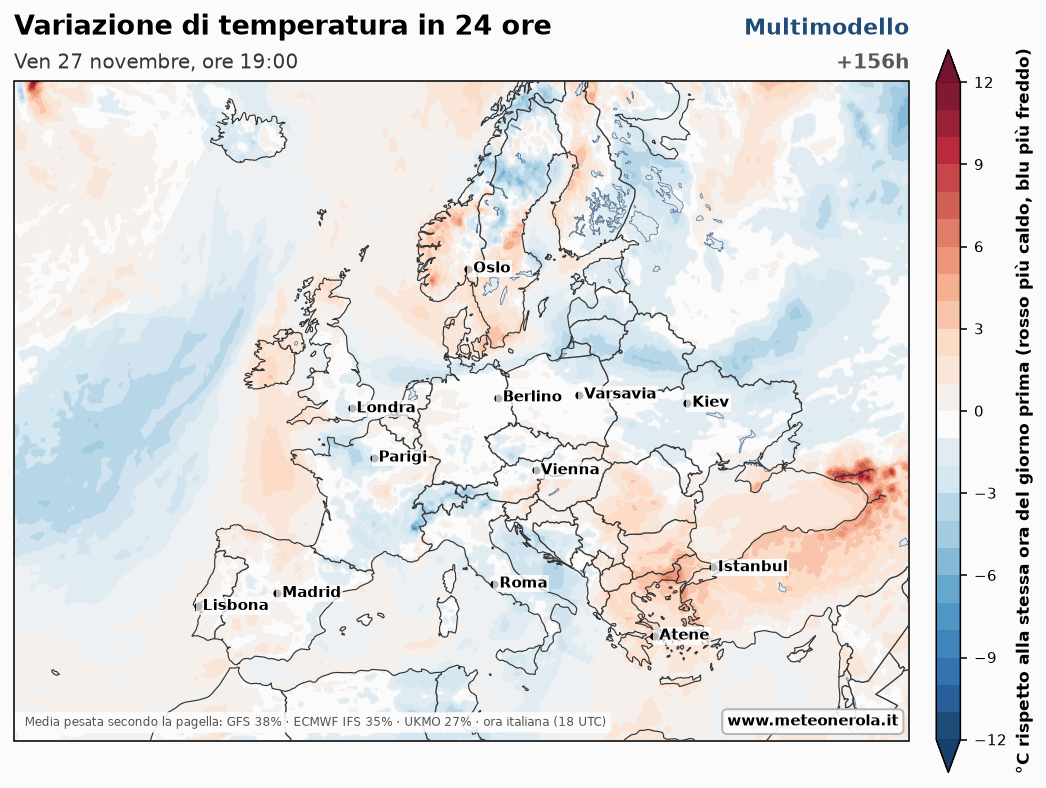 Variazione di temperatura in 24 ore
Multimodello
Ven 27 novembre, ore 19:00
+156h
Oslo
Londra
Berlino
Varsavia
Kiev
Parigi
Vienna
Madrid
Lisbona
Roma
Istanbul
Atene
Media pesata secondo la pagella: GFS 38% · ECMWF IFS 35% · UKMO 27% · ora italiana (18 UTC)
www.meteonerola.it
12
9
6
3
0
−3
−6
−9
−12
°C rispetto alla stessa ora del giorno prima (rosso più caldo, blu più freddo)